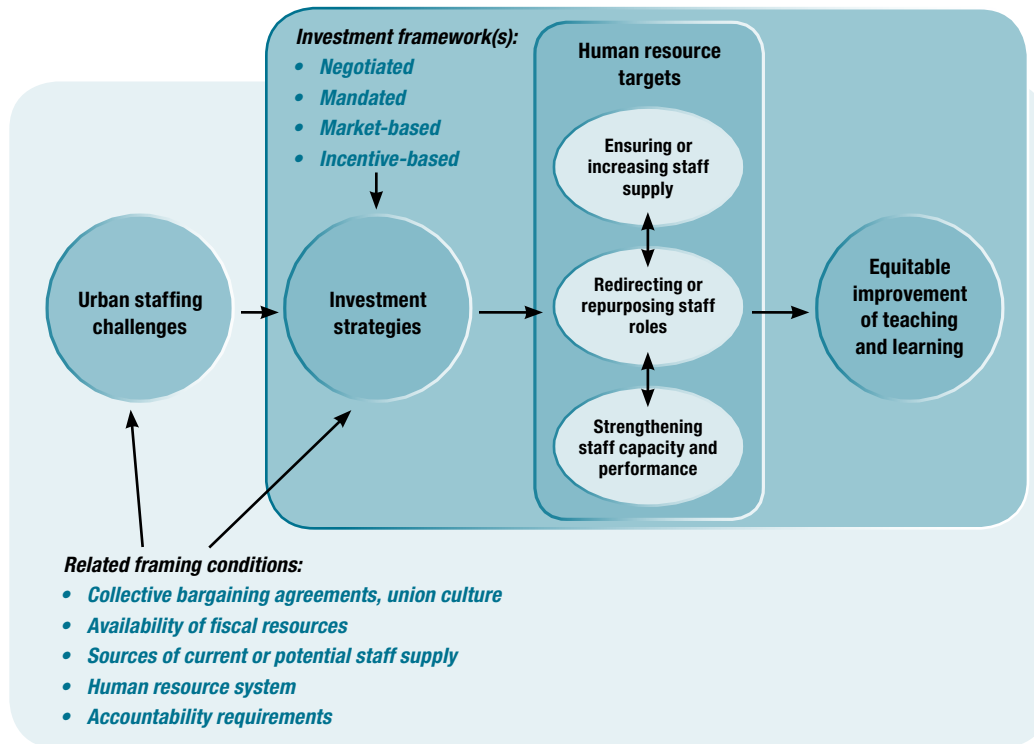 Investment framework(s):
• Negotiated
• Mandated
• Market-based
• Incentive-based
Human resource
targets
Ensuring or
increasing staff
supply
Urban staffing
challenges
Investment
strategies
Redirecting or
repurposing staff
roles
Equitable
improvement
of teaching
and learning
Strengthening
staff capacity and
performance
Related framing conditions:
• Collective bargaining agreements, union culture
• Availability of fiscal resources
• Sources of current or potential staff supply
• Human resource system
• Accountability requirements